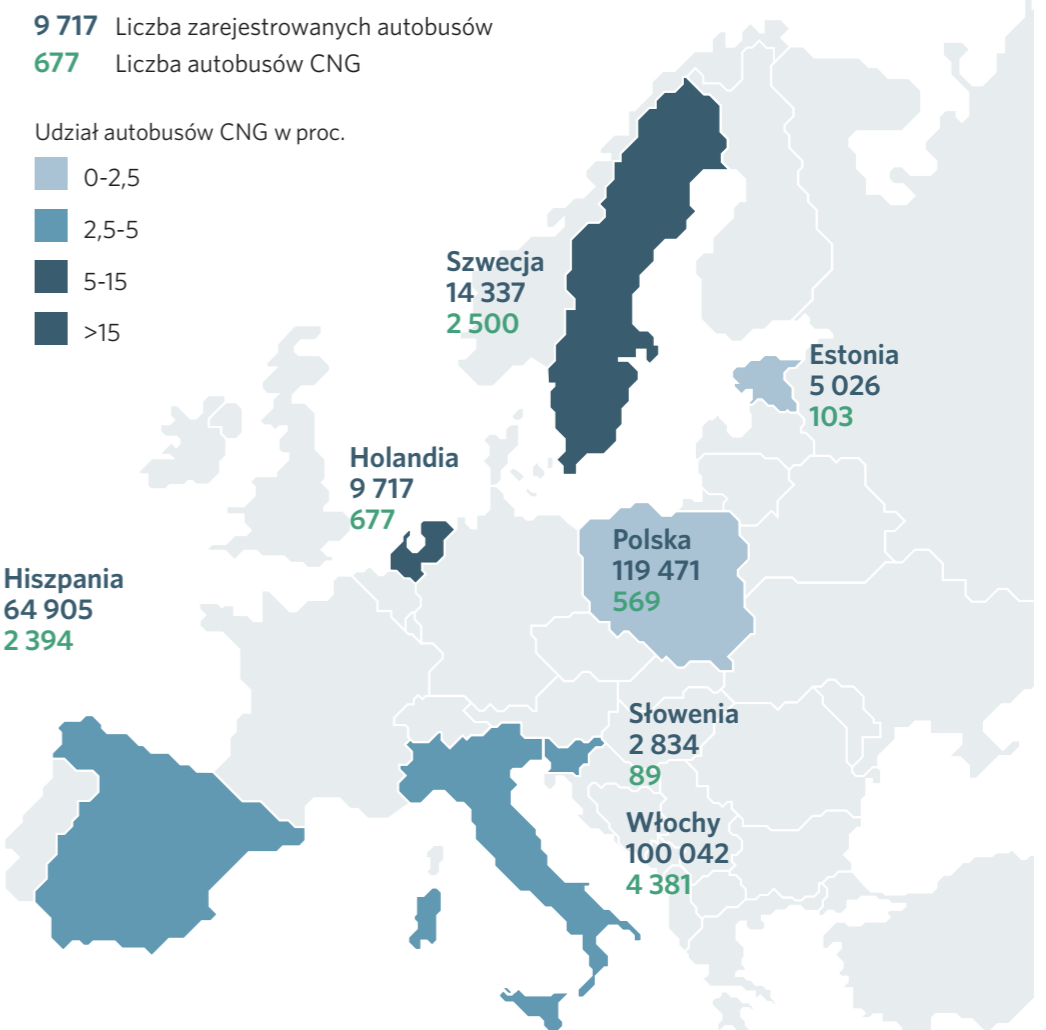 9 717 Liczba zarejestrowanych autobusów
677 Liczba autobusów CNG
Udział autobusów CNG w proc.
0-2,5
2,5-5
5-15
>15
Szwecja
14 337
2 500
Estonia
5 026
103
Holandia
9 717
677
Polska
119 471
569
Hiszpania
64 905
2 394
Słowenia
2 834
89
Włochy
100 042
4 381